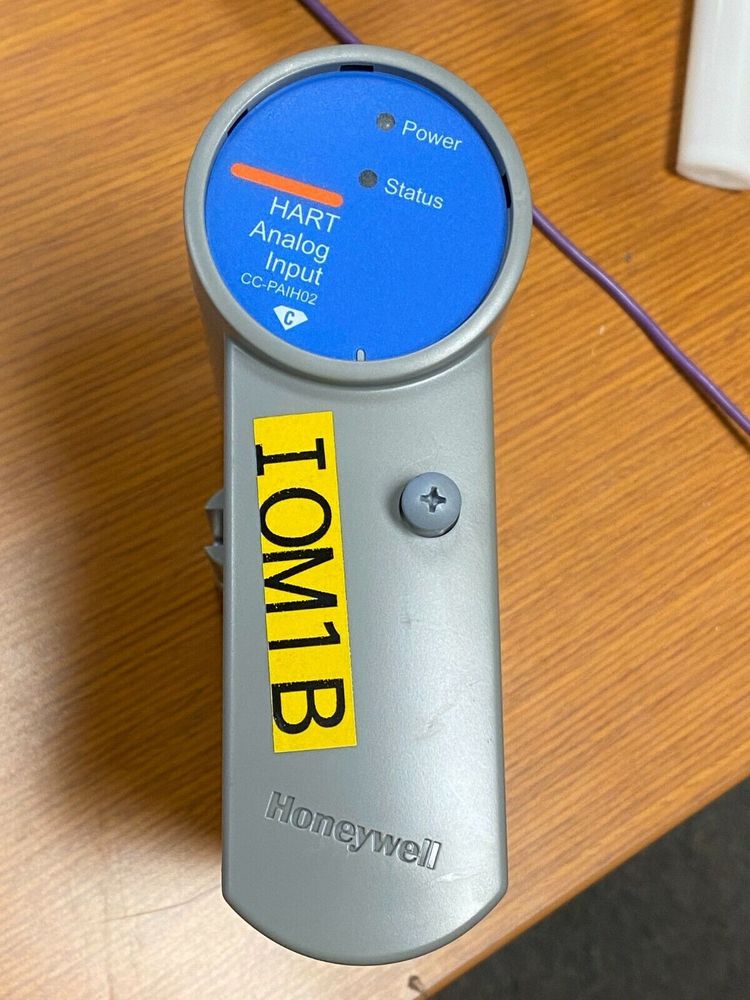 Power
Status
HART
Analog
Input
CC-PAIH02
C
IOM1B
Honeywell